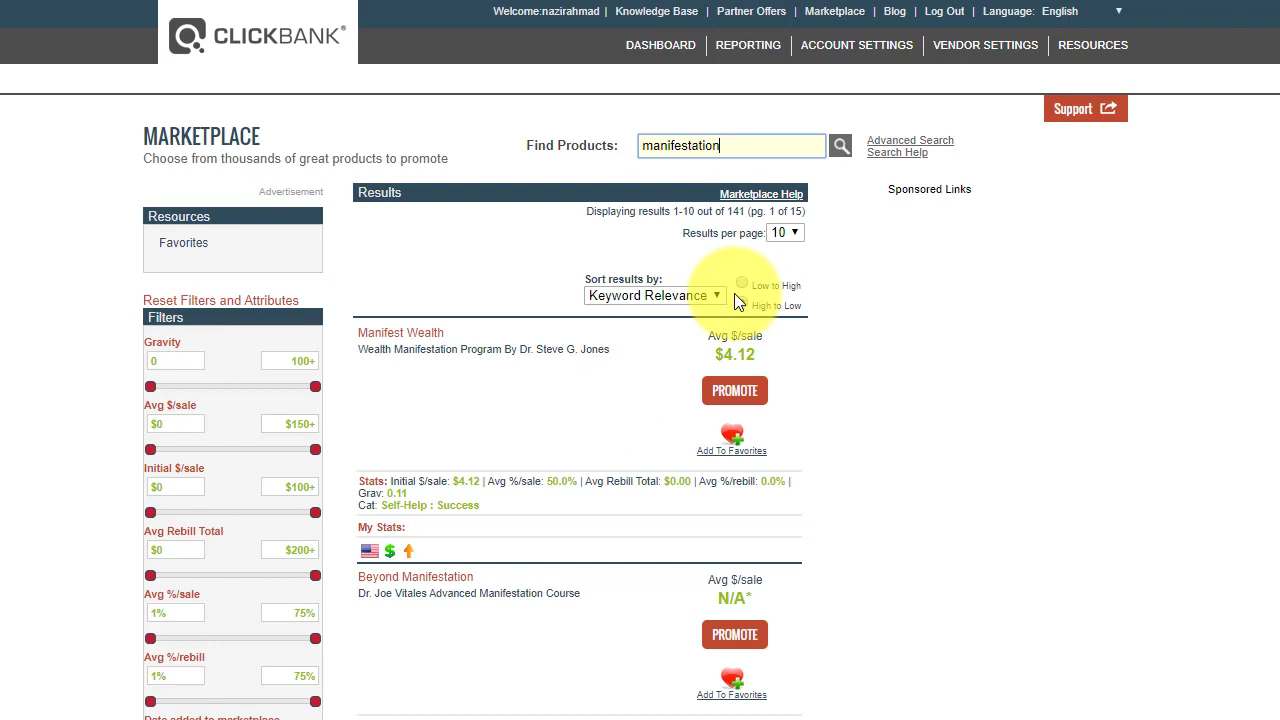 Welcome:nazirahmad | Knowledge Base | Partner Offers | Marketplace | Blog | Log Out | Language: English ▼
CLICKBANK®
DASHBOARD | REPORTING | ACCOUNT SETTINGS | VENDOR SETTINGS | RESOURCES
Support
MARKETPLACE
Choose from thousands of great products to promote
Find Products: manifestation
Advanced Search
Search Help
Advertisement
Resources
Favorites
Reset Filters and Attributes
Filters
Gravity
0 100+
Avg $/sale
$0 $150+
Initial $/sale
$0 $100+
Avg Rebill Total
$0 $200+
Avg %/sale
1% 75%
Avg %/rebill
1% 75%
Date added to marketplace
Results Marketplace Help
Displaying results 1-10 out of 141 (pg. 1 of 15)
Results per page: 10 ▼
Sort results by:
Keyword Relevance ▼
Low to High
High to Low
Manifest Wealth
Wealth Manifestation Program By Dr. Steve G. Jones
Avg $/sale
$4.12
PROMOTE
Add To Favorites
Stats: Initial $/sale: $4.12 | Avg %/sale: 50.0% | Avg Rebill Total: $0.00 | Avg %/rebill: 0.0% |
Grav: 0.11
Cat: Self-Help : Success
My Stats:
$
Beyond Manifestation
Dr. Joe Vitales Advanced Manifestation Course
Avg $/sale
N/A*
PROMOTE
Add To Favorites
Sponsored Links